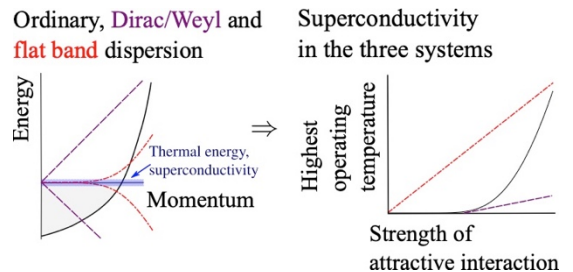 Ordinary, Dirac/Weyl and
flat band dispersion
Energy
Thermal energy,
superconductivity
Momentum
⇒
Superconductivity
in the three systems
Highest
operating
temperature
Strength of
attractive interaction